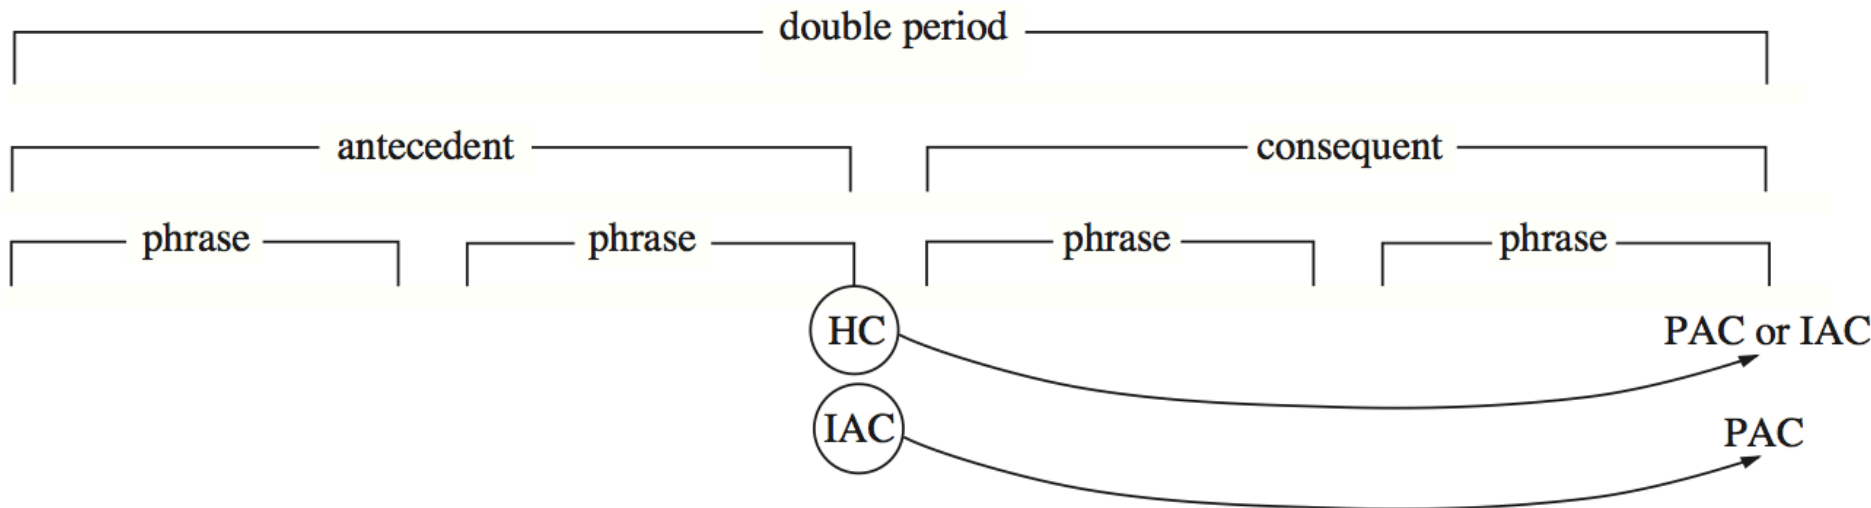 double period
antecedent consequent
phrase phrase phrase phrase
HC PAC or IAC
IAC PAC